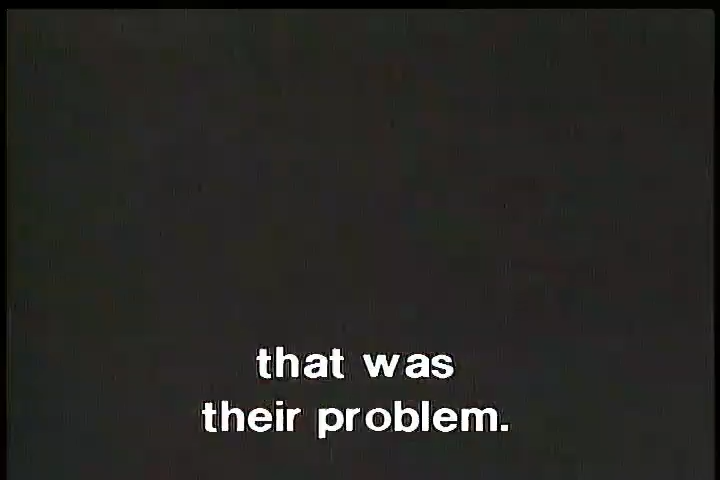 that was
their problem.